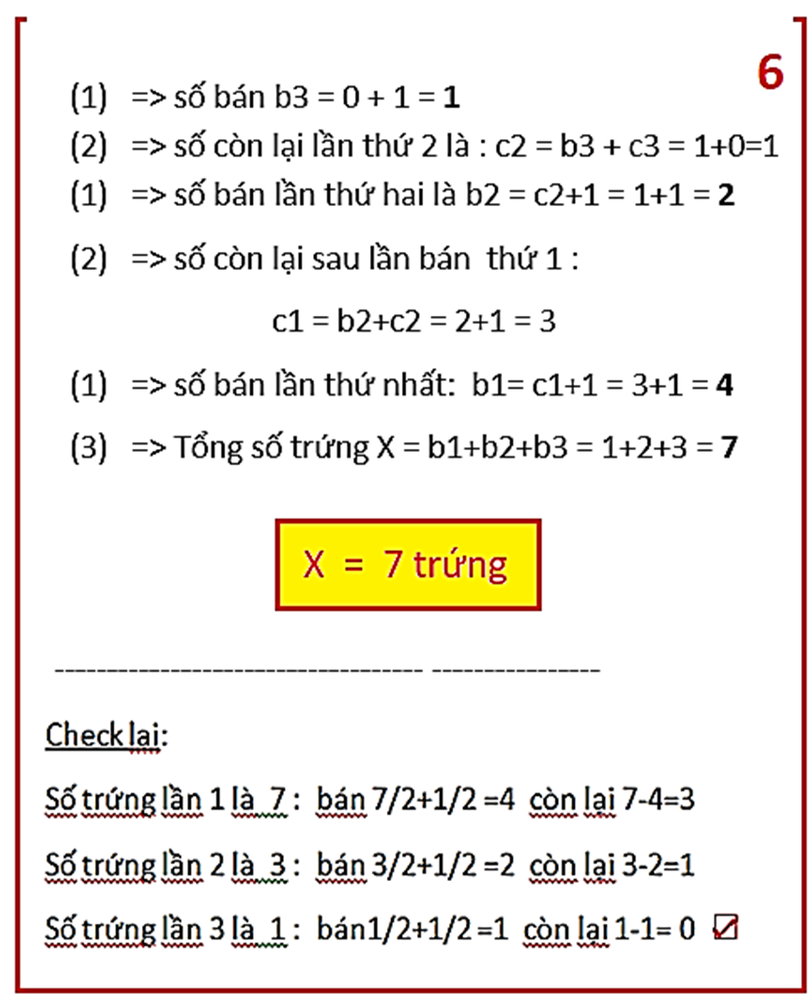 6
(1) => số bán b3 = 0 + 1 = 1
(2) => số còn lại lần thứ 2 là : c2 = b3 + c3 = 1+0=1
(1) => số bán lần thứ hai là b2 = c2+1 = 1+1 = 2
(2) => số còn lại sau lần bán thứ 1 :
c1 = b2+c2 = 2+1 = 3
(1) => số bán lần thứ nhất: b1= c1+1 = 3+1 = 4
(3) => Tổng số trứng X = b1+b2+b3 = 1+2+3 = 7
X = 7 trứng
----------------------------------- ----------------
Check lại:
Số trứng lần 1 là 7 : bán 7/2+1/2 =4 còn lại 7-4=3
Số trứng lần 2 là 3 : bán 3/2+1/2 =2 còn lại 3-2=1
Số trứng lần 3 là 1 : bán1/2+1/2 =1 còn lại 1-1= 0 ☑